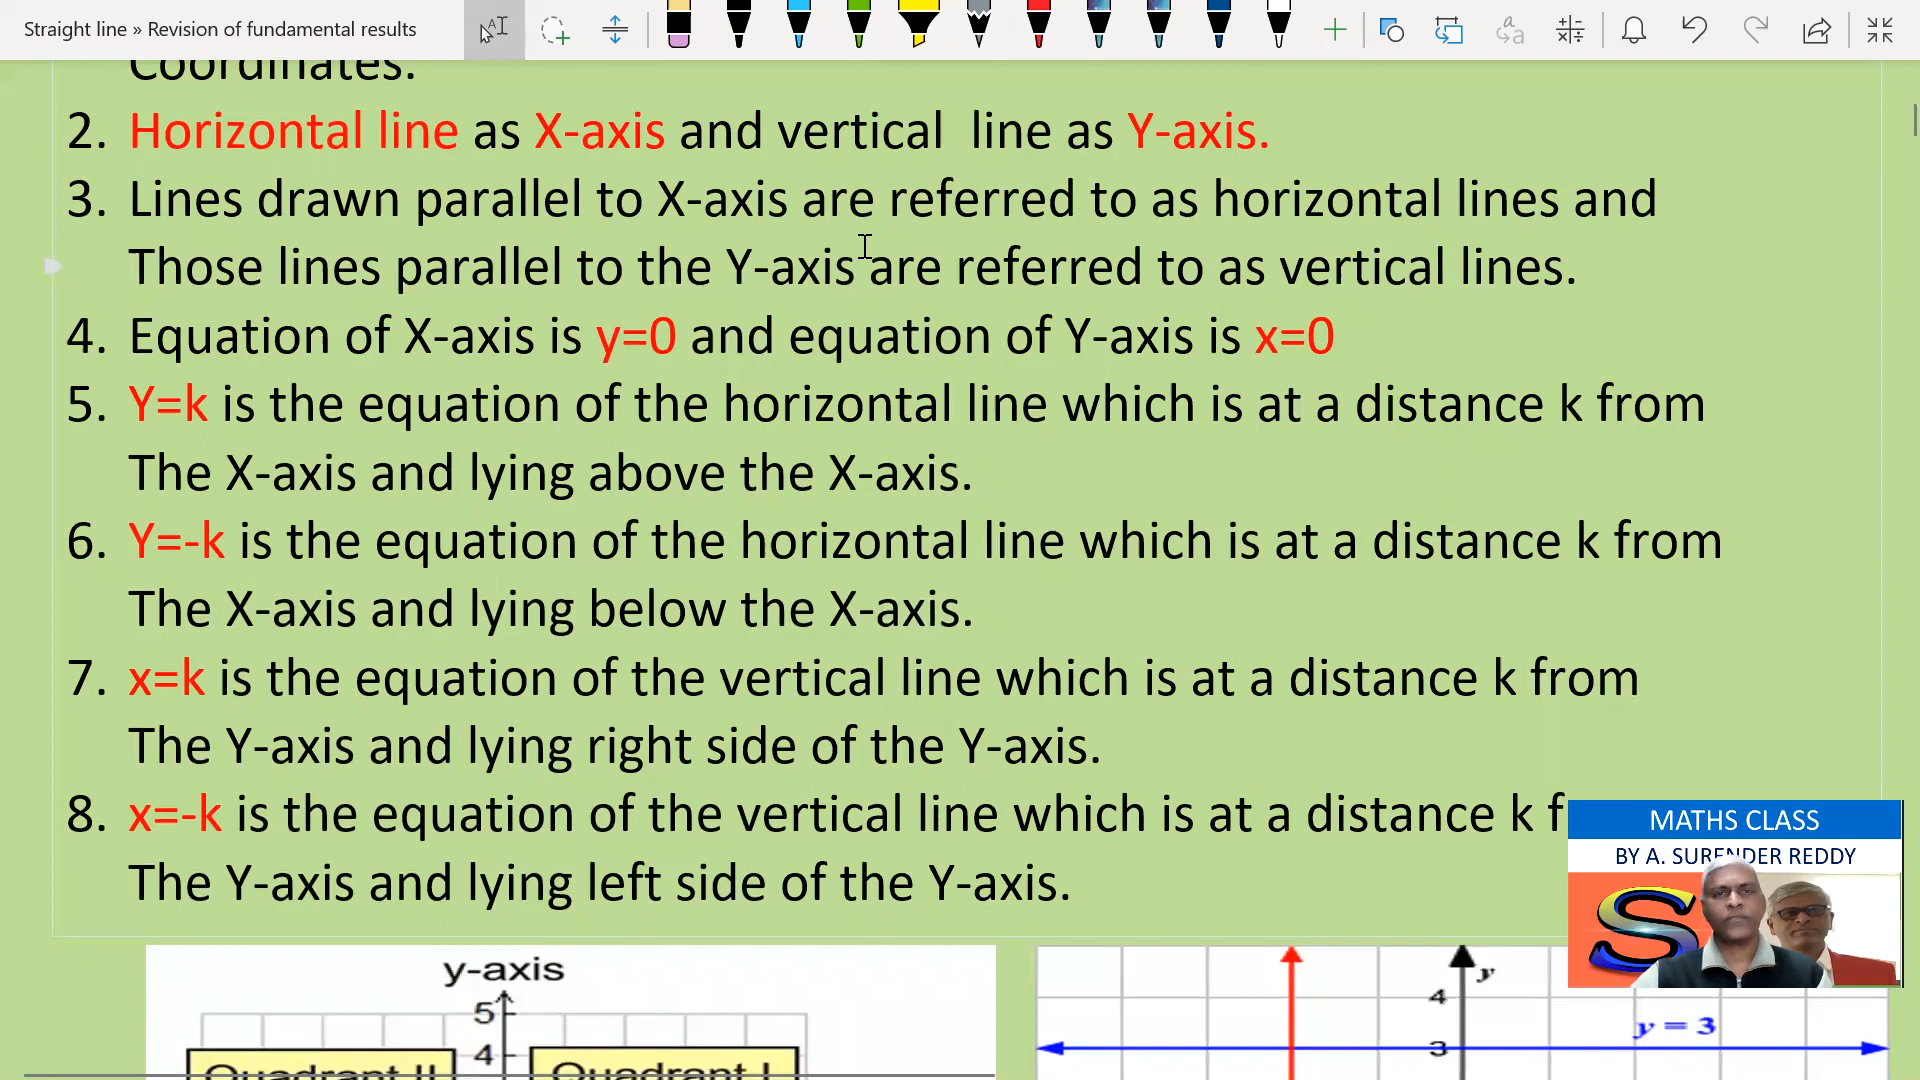 Straight line » Revision of fundamental results
Coordinates.
2. Horizontal line as X-axis and vertical line as Y-axis.
3. Lines drawn parallel to X-axis are referred to as horizontal lines and
Those lines parallel to the Y-axis are referred to as vertical lines.
4. Equation of X-axis is y=0 and equation of Y-axis is x=0
5. Y=k is the equation of the horizontal line which is at a distance k from
The X-axis and lying above the X-axis.
6. Y=-k is the equation of the horizontal line which is at a distance k from
The X-axis and lying below the X-axis.
7. x=k is the equation of the vertical line which is at a distance k from
The Y-axis and lying right side of the Y-axis.
8. x=-k is the equation of the vertical line which is at a distance k f
The Y-axis and lying left side of the Y-axis.
MATHS CLASS
BY A. SURENDER REDDY
S
y-axis
5
4
Quadrant II
Quadrant I
y
4
y = 3
3